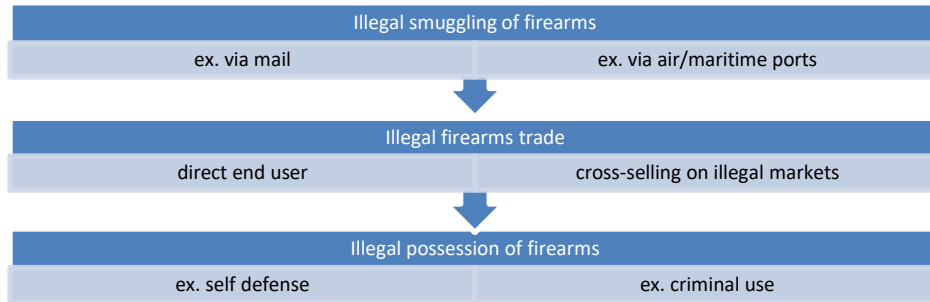 Illegal smuggling of firearms
ex. via mail
ex. via air/maritime ports
Illegal firearms trade
direct end user
cross-selling on illegal markets
Illegal possession of firearms
ex. self defense
ex. criminal use